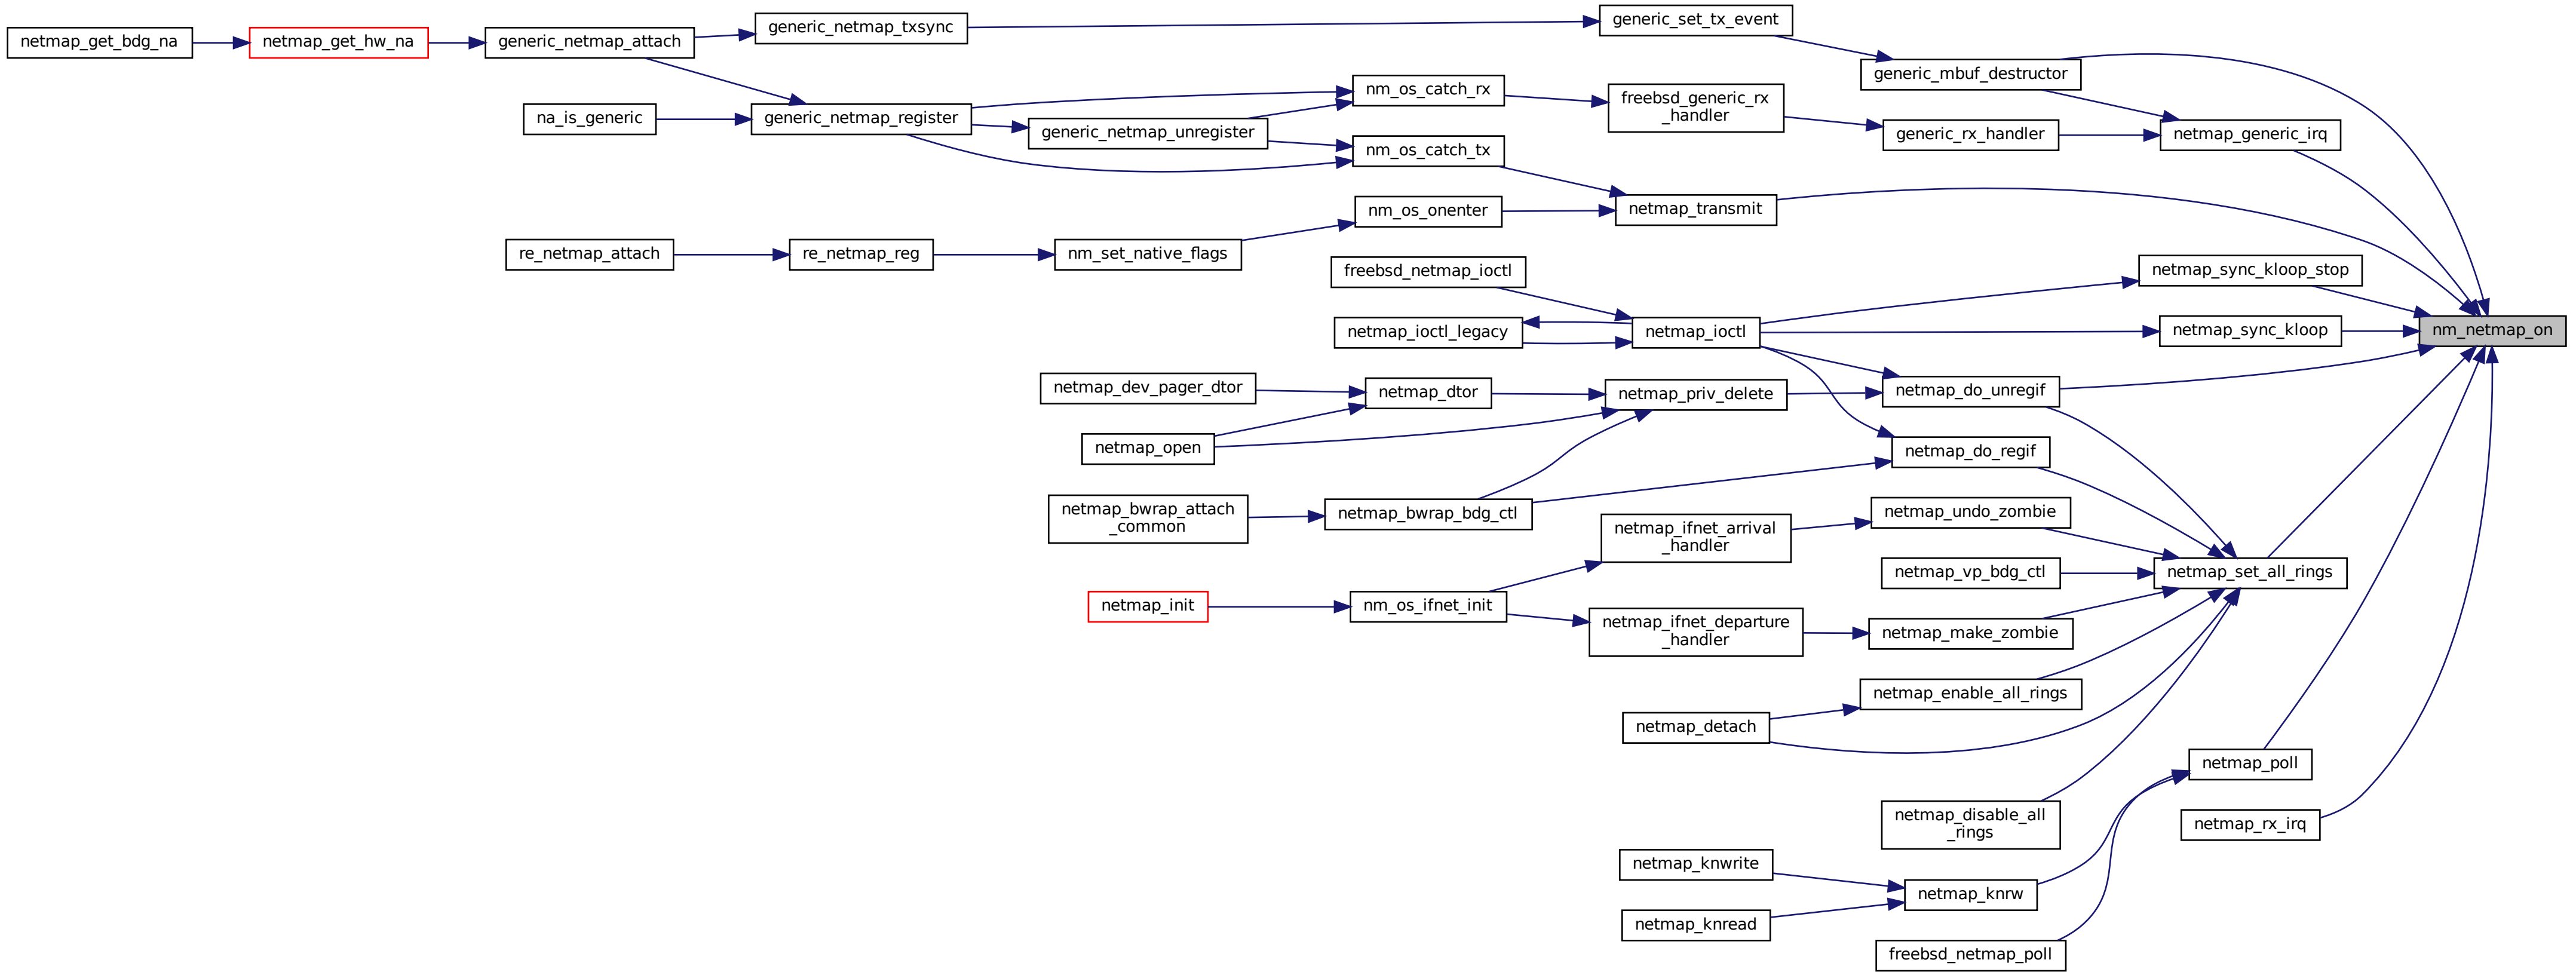 netmap_get_bdg_na
netmap_get_hw_na
generic_netmap_attach
generic_netmap_txsync
generic_set_tx_event
generic_mbuf_destructor
na_is_generic
generic_netmap_register
generic_netmap_unregister
nm_os_catch_rx
freebsd_generic_rx
_handler
generic_rx_handler
netmap_generic_irq
nm_os_catch_tx
netmap_transmit
nm_os_onenter
re_netmap_attach
re_netmap_reg
nm_set_native_flags
freebsd_netmap_ioctl
netmap_sync_kloop_stop
netmap_ioctl_legacy
netmap_ioctl
netmap_sync_kloop
nm_netmap_on
netmap_dev_pager_dtor
netmap_dtor
netmap_priv_delete
netmap_do_unregif
netmap_open
netmap_do_regif
netmap_bwrap_attach
_common
netmap_bwrap_bdg_ctl
netmap_ifnet_arrival
_handler
netmap_undo_zombie
netmap_vp_bdg_ctl
netmap_set_all_rings
netmap_init
nm_os_ifnet_init
netmap_ifnet_departure
_handler
netmap_make_zombie
netmap_enable_all_rings
netmap_detach
netmap_poll
netmap_disable_all
_rings
netmap_rx_irq
netmap_knwrite
netmap_knrw
netmap_knread
freebsd_netmap_poll